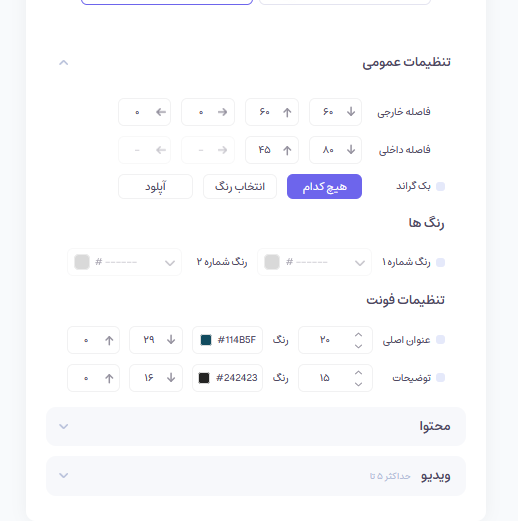 تنظیمات عمومی
فاصله خارجی ۶۰ ۶۰ ۰ ۰
فاصله داخلی ۸۰ ۴۵ - -
بک گراند هیچ کدام انتخاب رنگ آپلود
رنگ ها
رنگ شماره ۱ # ------ رنگ شماره ۲ # ------
تنظیمات فونت
عنوان اصلی ۲۰ رنگ #114B5F ۲۹ ۰
توضیحات ۱۵ رنگ #242423 ۱۶ ۰
محتوا
ویدیو حداکثر ۵ تا